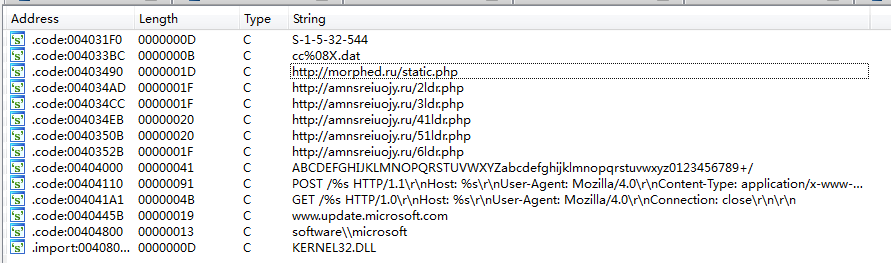 Address Length Type String
's' .code:004031F0 0000000D C S-1-5-32-544
's' .code:004033BC 0000000B C cc%08X.dat
's' .code:00403490 0000001D C http://morphed.ru/static.php
's' .code:004034AD 0000001F C http://amnsreiuojy.ru/2ldr.php
's' .code:004034CC 0000001F C http://amnsreiuojy.ru/3ldr.php
's' .code:004034EB 00000020 C http://amnsreiuojy.ru/41ldr.php
's' .code:0040350B 00000020 C http://amnsreiuojy.ru/51ldr.php
's' .code:0040352B 0000001F C http://amnsreiuojy.ru/6ldr.php
's' .code:00404000 00000041 C ABCDEFGHIJKLMNOPQRSTUVWXYZabcdefghijklmnopqrstuvwxyz0123456789+/
's' .code:00404110 00000091 C POST /%s HTTP/1.1\r\nHost: %s\r\nUser-Agent: Mozilla/4.0\r\nContent-Type: application/x-www-...
's' .code:004041A1 0000004B C GET /%s HTTP/1.0\r\nHost: %s\r\nUser-Agent: Mozilla/4.0\r\nConnection: close\r\n\r\n
's' .code:0040445B 00000019 C www.update.microsoft.com
's' .code:00404800 00000013 C software\\microsoft
's' .import:004080... 0000000D C KERNEL32.DLL